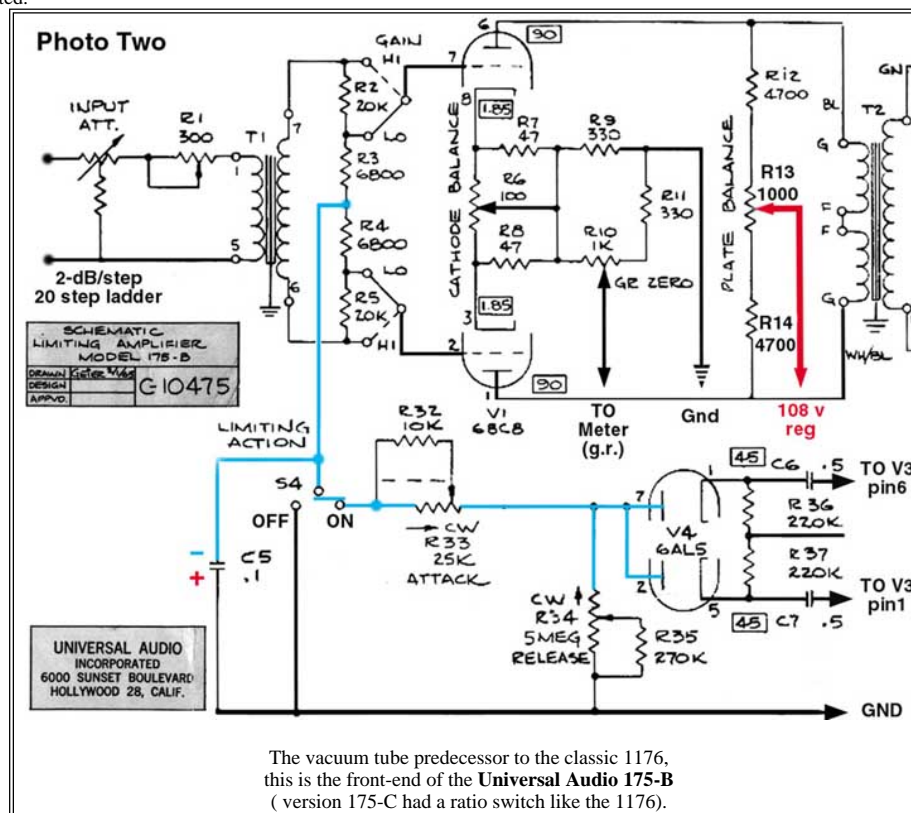 ted.
Photo Two
INPUT
ATT.
R1
300
T1
1
5
7
6
2-dB/step
20 step ladder
GAIN
HI
LO
R2
20K
R3
6800
R4
6800
R5
20K
LO
HI
6
90
7
8
1.85
CATHODE BALANCE
R7
47
R6
100
R8
47
R9
330
R11
330
R10
1K
GR ZERO
3
1.85
2
90
1
V1
6BC8
TO
Meter
(g.r.)
Gnd
PLATE BALANCE
R12
4700
R13
1000
R14
4700
108 v
reg
BL
G
T2
F
F
G
WH/BL
GN
SCHEMATIC
LIMITING AMPLIFIER
MODEL 175-B
DRAWN
DESIGN
APPVD.
C-10475
LIMITING
ACTION
S4
OFF
ON
R32
10K
CW
R33
25K
ATTACK
–
+
C5
.1
CW
R34
5MEG
RELEASE
R35
270K
7
V4
6AL5
2
1
5
45
C6
.5
TO V3
pin6
R36
220K
R37
220K
45
C7
.5
TO V3
pin1
GND
UNIVERSAL AUDIO
INCORPORATED
6000 SUNSET BOULEVARD
HOLLYWOOD 28, CALIF.
The vacuum tube predecessor to the classic 1176,
this is the front-end of the Universal Audio 175-B
( version 175-C had a ratio switch like the 1176).